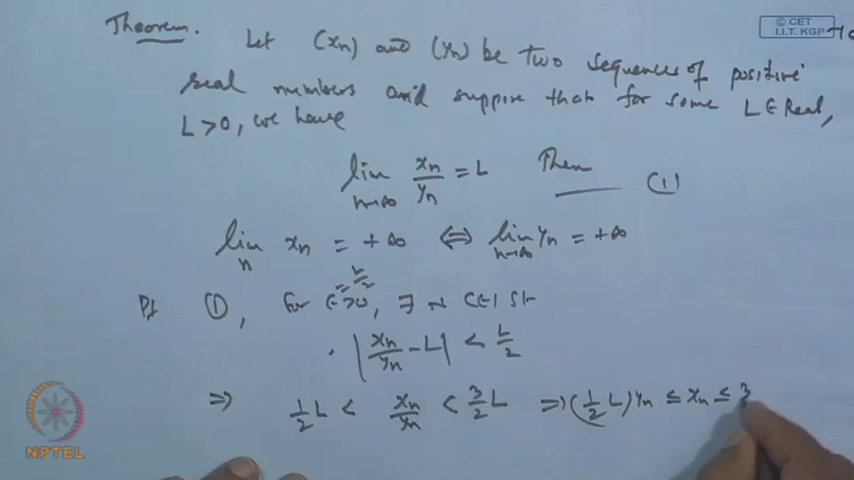 © CET
I.I.T. KGP
Theorem. Let (xn) and (yn) be two sequences of positive
real numbers and suppose that for some L ∈ Real,
L > 0, we have
lim n→∞ xn/yn = L Then (1)
lim n xn = +∞ ⇔ lim n→∞ yn = +∞
Pf ①, For ε>0, ∃ N
= L/2
|xn/yn - L| < L/2
⇒ 1/2 L < xn/yn < 3/2 L ⇒ (1/2 L) yn ≤ xn ≤ 3
NPTEL